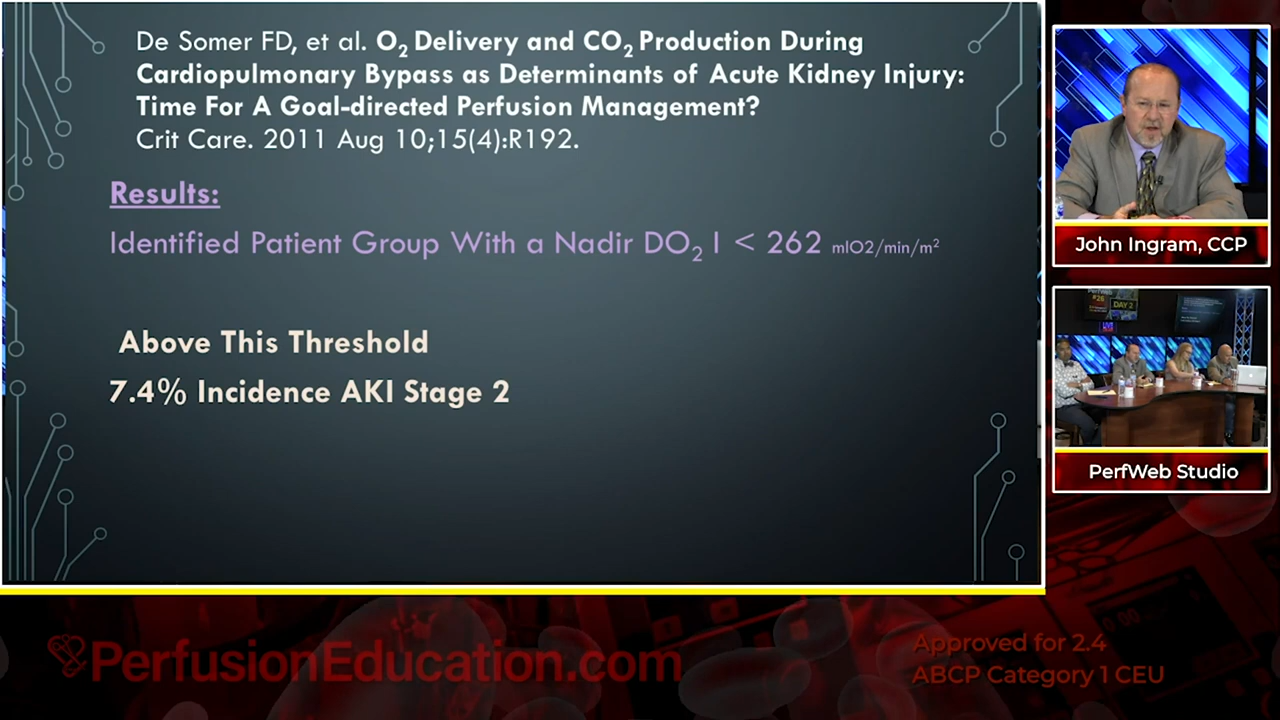 De Somer FD, et al. O2 Delivery and CO2 Production During
Cardiopulmonary Bypass as Determinants of Acute Kidney Injury:
Time For A Goal-directed Perfusion Management?
Crit Care. 2011 Aug 10;15(4):R192.
Results:
Identified Patient Group With a Nadir DO2 I < 262 mlO2/min/m²
Above This Threshold
7.4% Incidence AKI Stage 2
John Ingram, CCP
DAY 2
PerfWeb Studio
PerfusionEducation.com
Approved for 2.4
ABCP Category 1 CEU